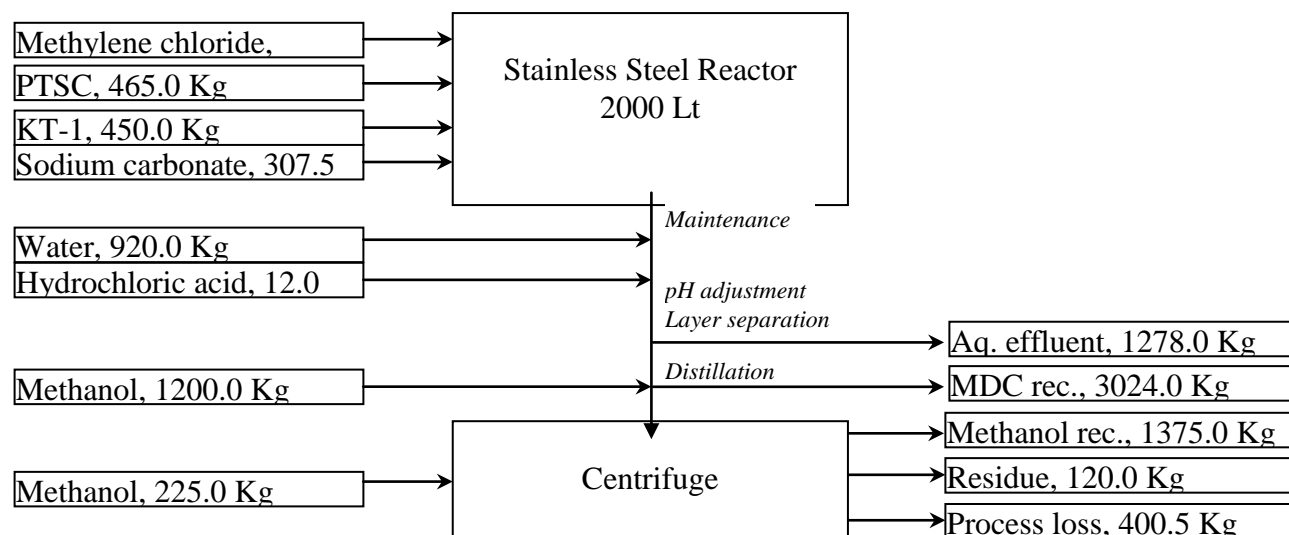 Methylene chloride,
PTSC, 465.0 Kg
KT-1, 450.0 Kg
Sodium carbonate, 307.5
Stainless Steel Reactor
2000 Lt
Maintenance
Water, 920.0 Kg
Hydrochloric acid, 12.0
pH adjustment
Layer separation
Aq. effluent, 1278.0 Kg
Methanol, 1200.0 Kg
Distillation
MDC rec., 3024.0 Kg
Methanol rec., 1375.0 Kg
Methanol, 225.0 Kg
Centrifuge
Residue, 120.0 Kg
Process loss, 400.5 Kg